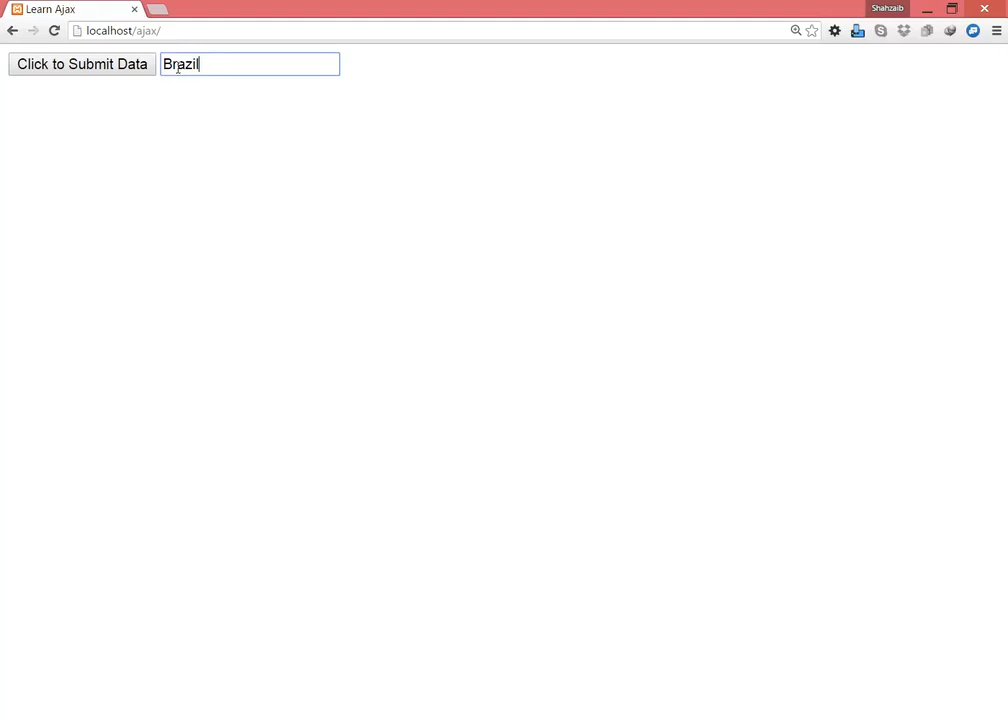 Learn Ajax
Shahzaib
localhost/ajax/
Click to Submit Data
Brazil